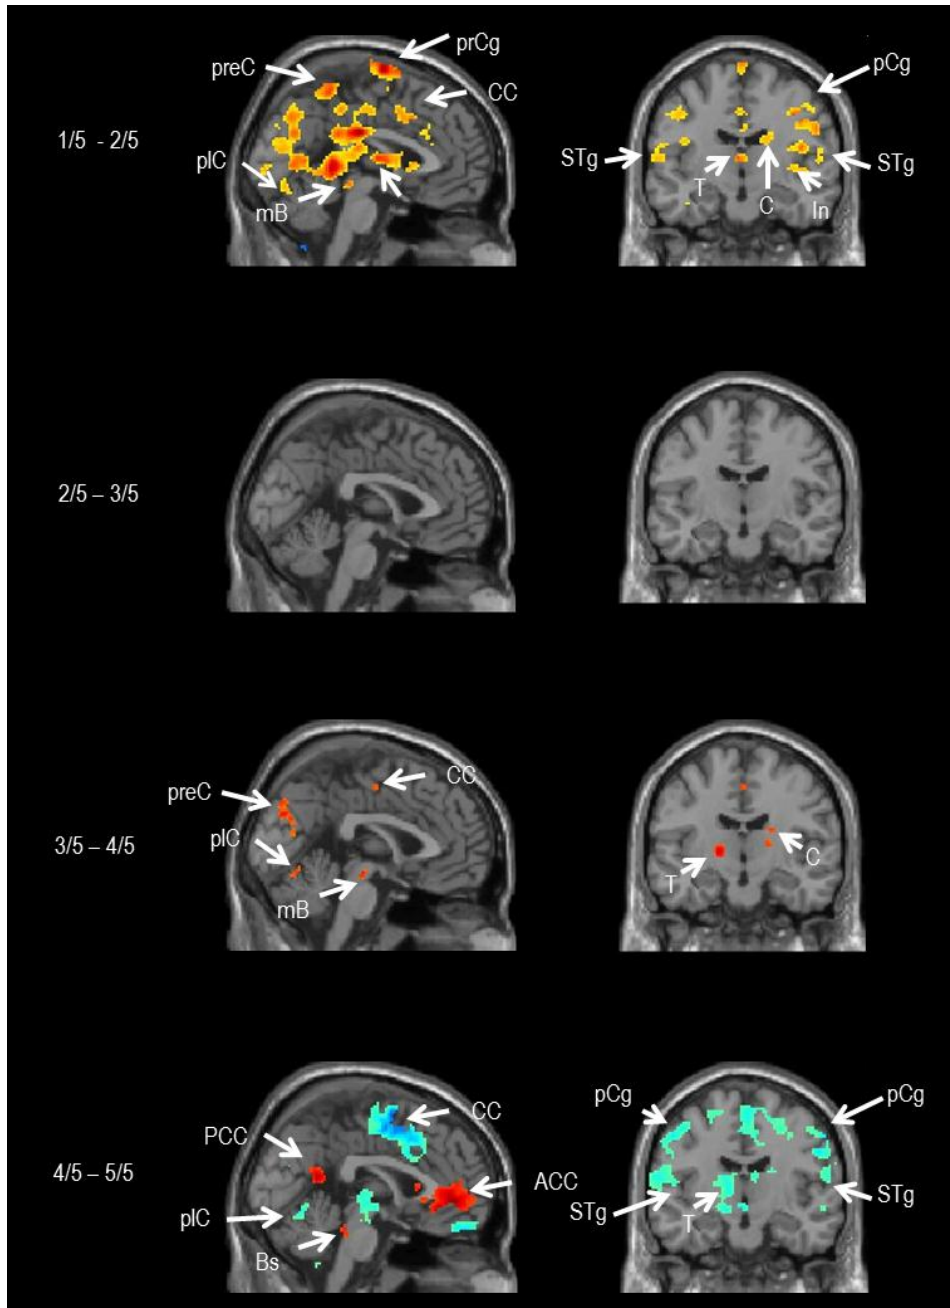 prCg
preC
CC
pCg
1/5 - 2/5
plC
STg
STg
T
mB
C
In
2/5 – 3/5
CC
preC
plC
3/5 – 4/5
C
T
mB
pCg
pCg
CC
PCC
4/5 – 5/5
ACC
STg
STg
plC
T
Bs